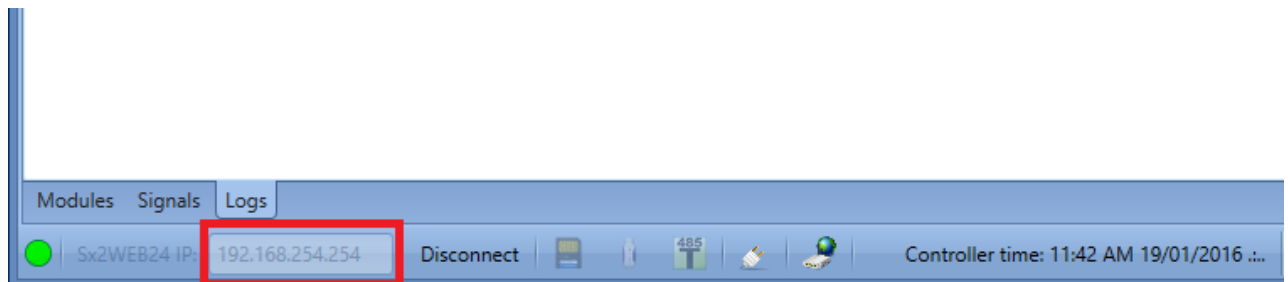 Modules Signals Logs
Sx2WEB24 IP: 192.168.254.254 Disconnect 485 T Controller time: 11:42 AM 19/01/2016 .:..